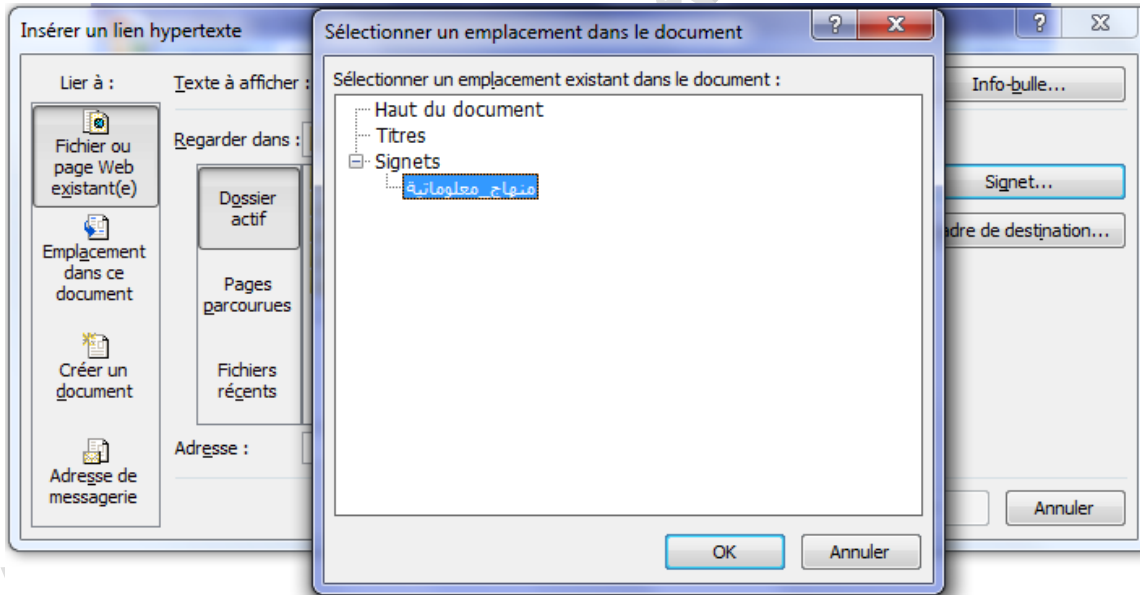 Insérer un lien hypertexte
Lier à :
Texte à afficher :
Info-bulle...
Fichier ou
page Web
existant(e)
Regarder dans :
Dossier
actif
Signet...
Emplacement
dans ce
document
Pages
parcourues
Créer un
document
Fichiers
récents
Adresse :
Adresse de
messagerie
Annuler
Sélectionner un emplacement dans le document
Sélectionner un emplacement existant dans le document :
Haut du document
Titres
Signets
منهاج_معلوماتية
OK
Annuler
de destination...